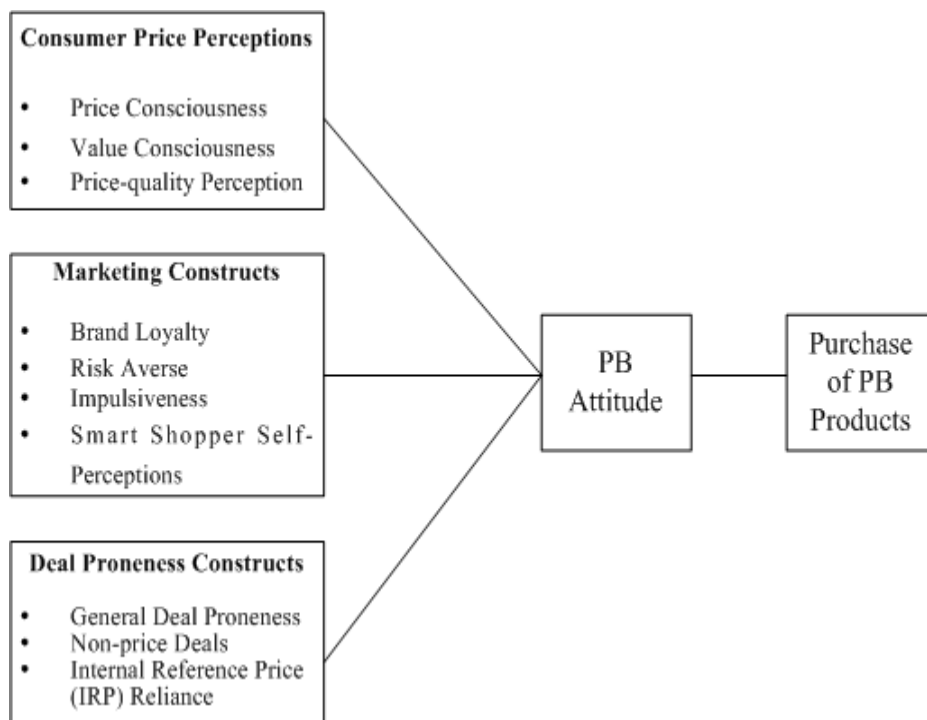 Consumer Price Perceptions
• Price Consciousness
• Value Consciousness
• Price-quality Perception
Marketing Constructs
• Brand Loyalty
• Risk Averse
• Impulsiveness
• Smart Shopper Self-
Perceptions
Deal Proneness Constructs
• General Deal Proneness
• Non-price Deals
• Internal Reference Price
(IRP) Reliance
PB
Attitude
Purchase
of PB
Products